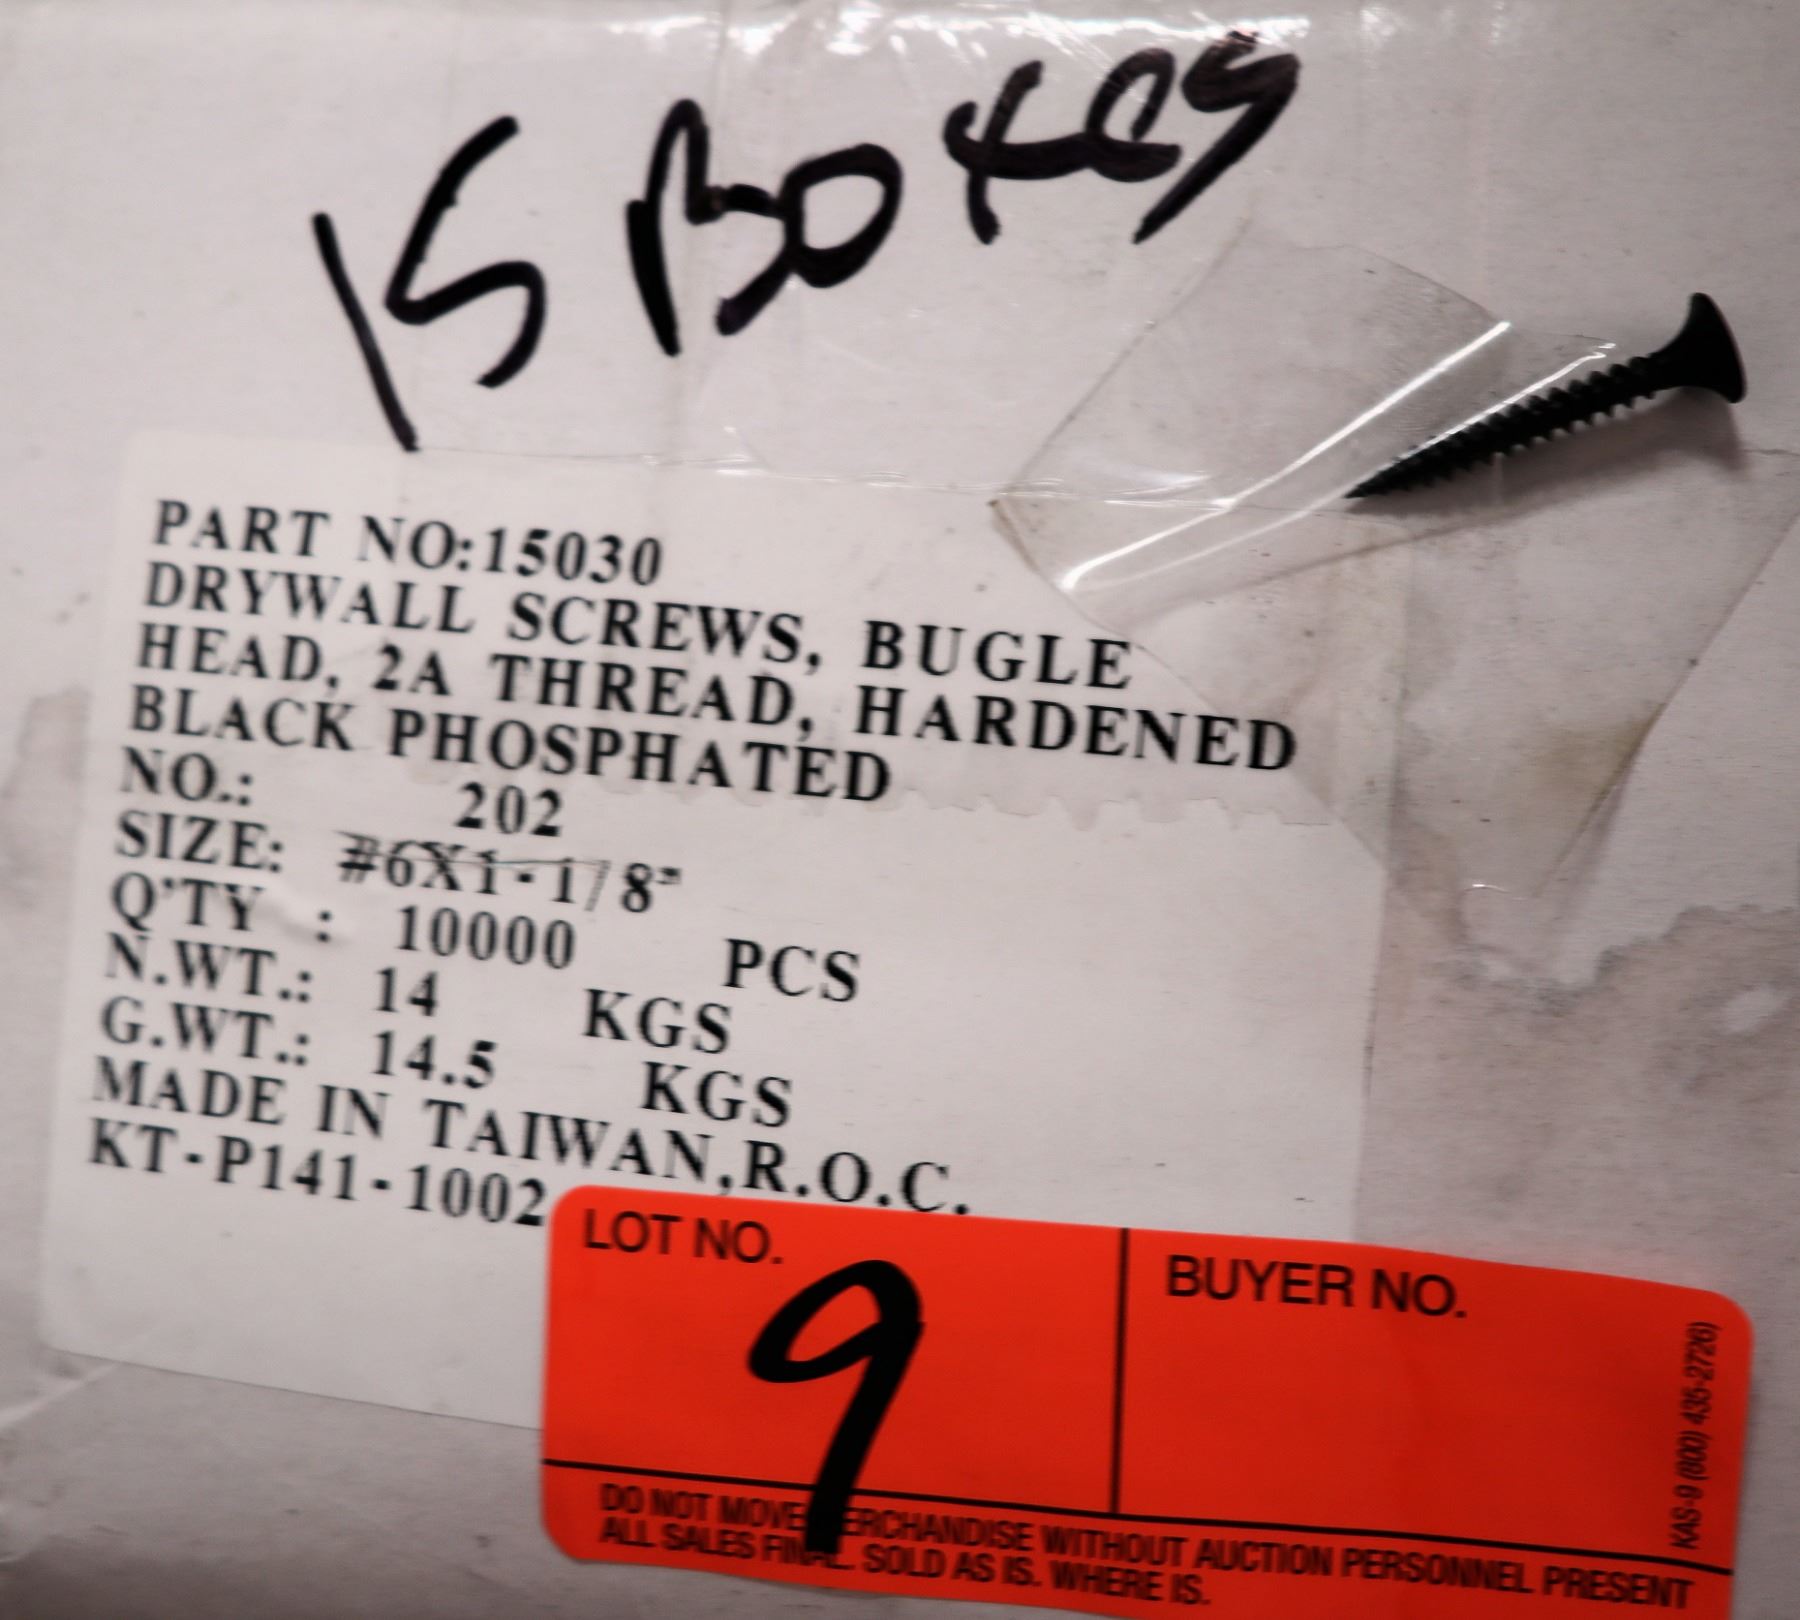 15 Boxes
PART NO:15030
DRYWALL SCREWS, BUGLE
HEAD, 2A THREAD, HARDENED
BLACK PHOSPHATED
NO.: 202
SIZE: #6X1-1/8"
Q'TY : 10000 PCS
N.WT.: 14 KGS
G.WT.: 14.5 KGS
MADE IN TAIWAN,R.O.C.
KT-P141-1002
LOT NO.
9
BUYER NO.
KAS-9 (800) 435-2726)
DO NOT MOVE MERCHANDISE WITHOUT AUCTION PERSONNEL PRESENT
ALL SALES FINAL. SOLD AS IS. WHERE IS.